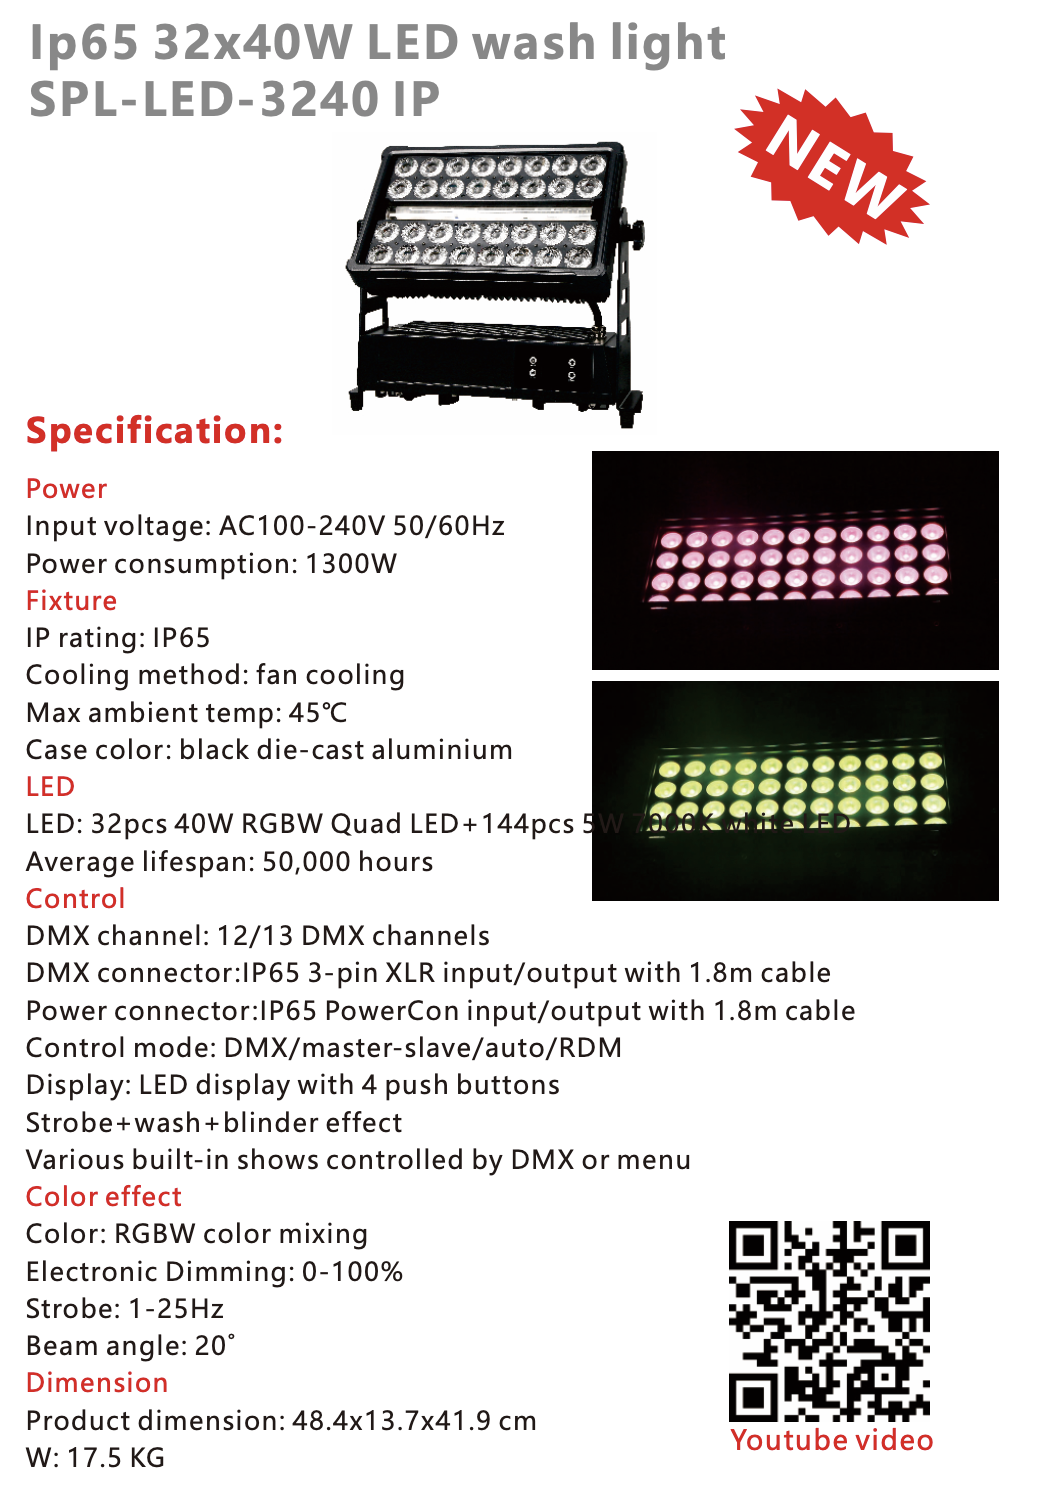 Ip65 32x40W LED wash light
SPL-LED-3240 IP
NEW
Specification:
Power
Input voltage: AC100-240V 50/60Hz
Power consumption: 1300W
Fixture
IP rating: IP65
Cooling method: fan cooling
Max ambient temp: 45℃
Case color: black die-cast aluminium
LED
LED: 32pcs 40W RGBW Quad LED+144pcs 5W 7000K white LED
Average lifespan: 50,000 hours
Control
DMX channel: 12/13 DMX channels
DMX connector:IP65 3-pin XLR input/output with 1.8m cable
Power connector:IP65 PowerCon input/output with 1.8m cable
Control mode: DMX/master-slave/auto/RDM
Display: LED display with 4 push buttons
Strobe+wash+blinder effect
Various built-in shows controlled by DMX or menu
Color effect
Color: RGBW color mixing
Electronic Dimming: 0-100%
Strobe: 1-25Hz
Beam angle: 20°
Dimension
Product dimension: 48.4x13.7x41.9 cm
W: 17.5 KG
Youtube video